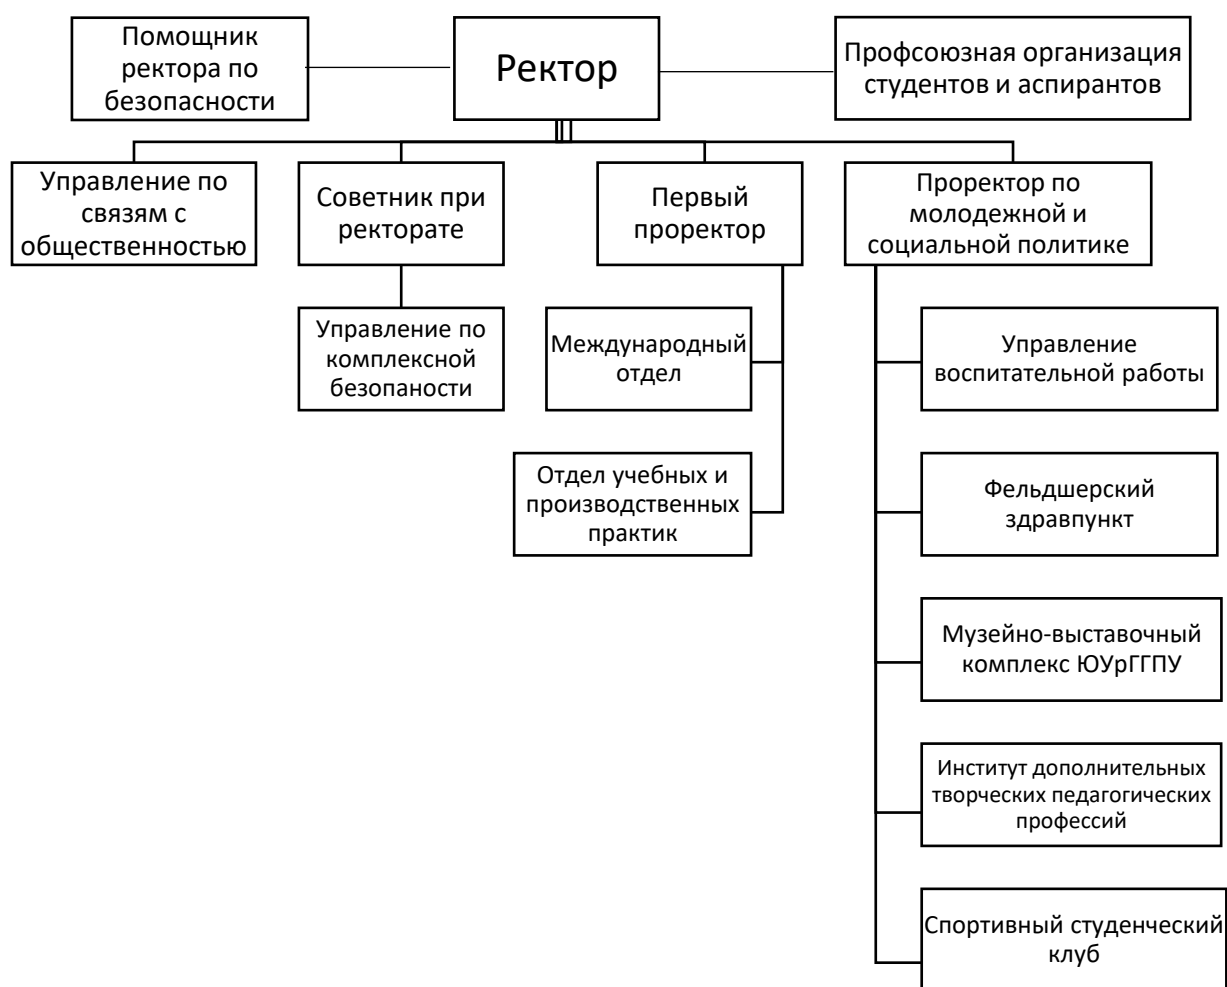 Помощник
ректора по
безопасности
Ректор
Профсоюзная организация
студентов и аспирантов
Управление по
связям с
общественностью
Советник при
ректорате
Первый
проректор
Проректор по
молодежной и
социальной политике
Управление по
комплексной
безопаности
Международный
отдел
Управление
воспитательной работы
Отдел учебных и
производственных
практик
Фельдшерский
здравпункт
Музейно-выставочный
комплекс ЮУрГГПУ
Институт дополнительных
творческих педагогических
профессий
Спортивный студенческий
клуб